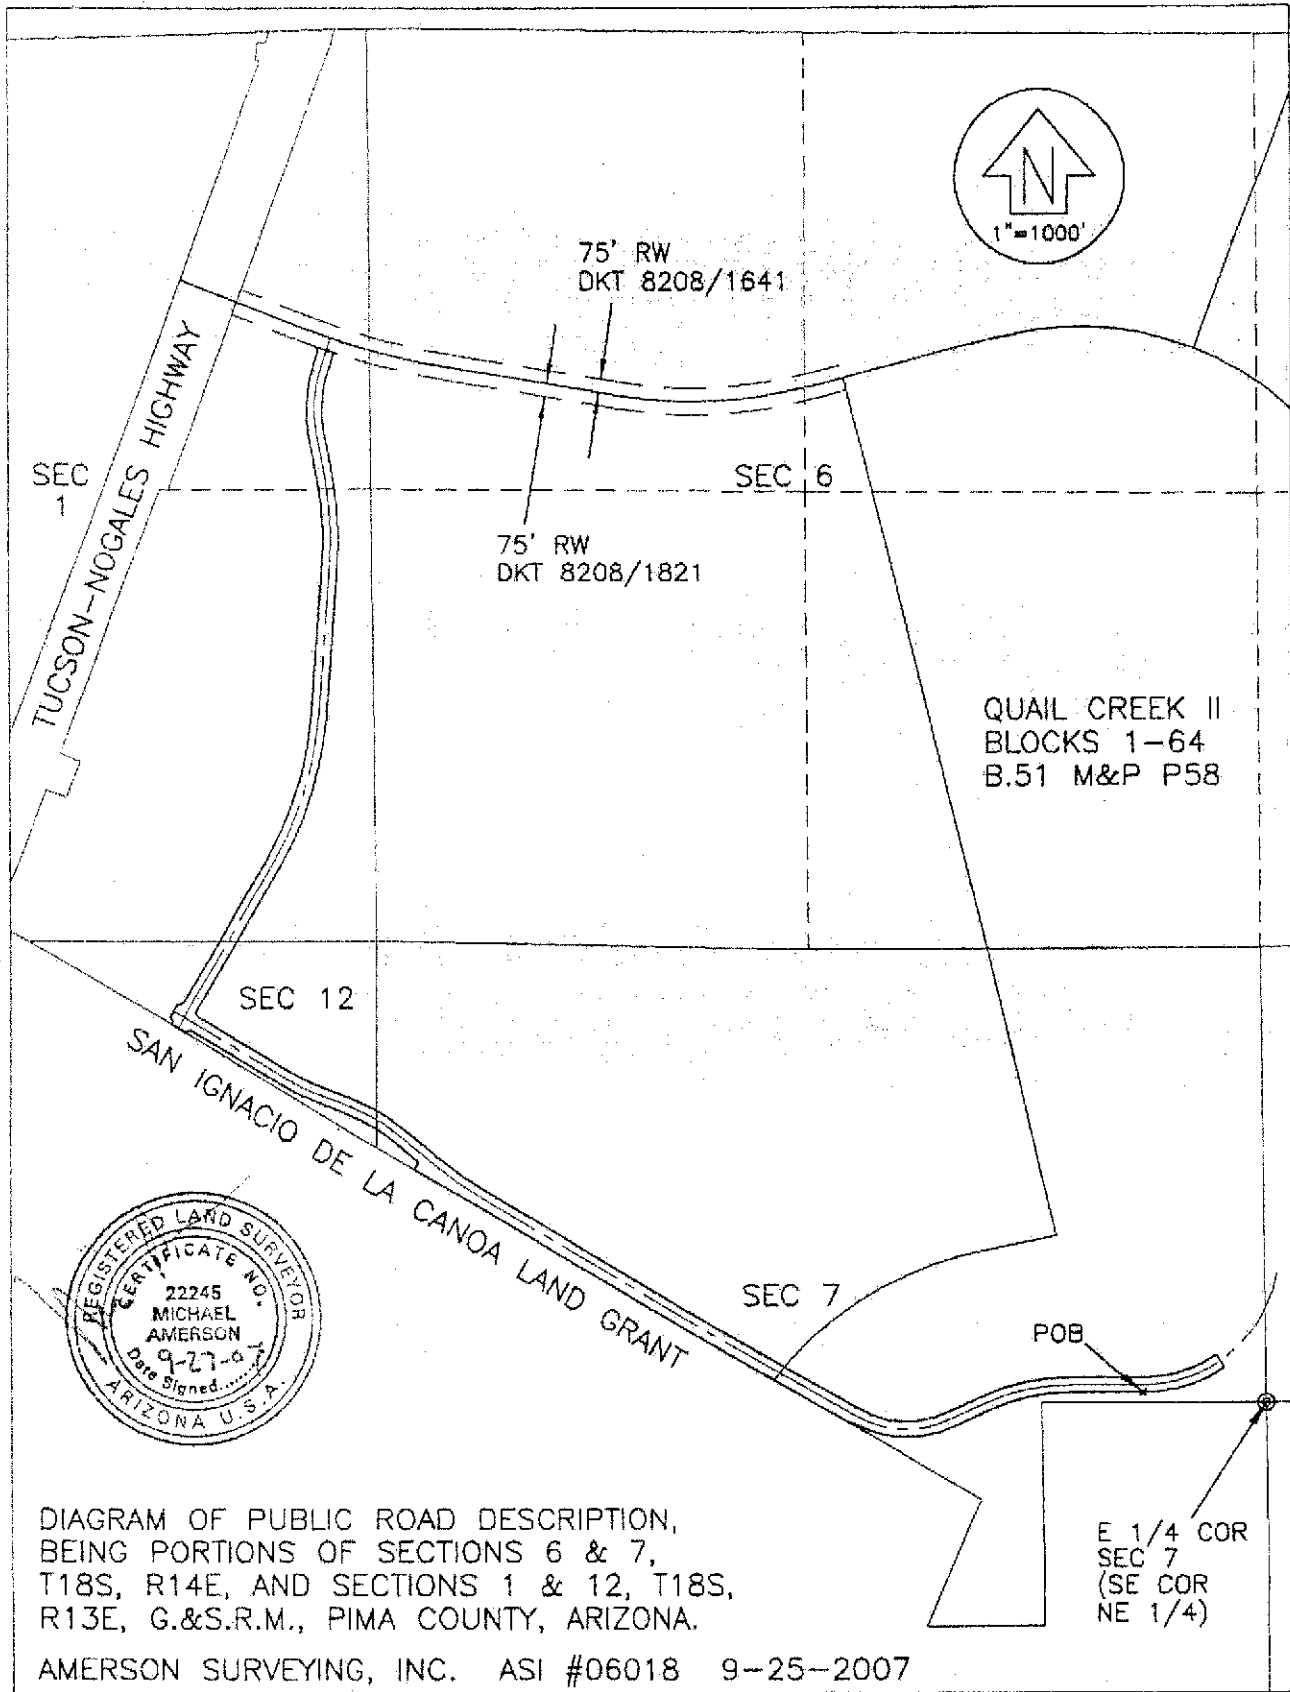 N
1"=1000'
75' RW
DKT 8208/1641
TUCSON-NOGALES HIGHWAY
SEC
1
SEC 6
75' RW
DKT 8208/1821
QUAIL CREEK II
BLOCKS 1-64
B.51 M&P P58
SEC 12
SAN IGNACIO DE LA CANOA LAND GRANT
SEC 7
POB
REGISTERED LAND SURVEYOR
CERTIFICATE NO.
22245
MICHAEL
AMERSON
9-27-07
Date Signed........
ARIZONA U.S.A.
E 1/4 COR
SEC 7
(SE COR
NE 1/4)
DIAGRAM OF PUBLIC ROAD DESCRIPTION,
BEING PORTIONS OF SECTIONS 6 & 7,
T18S, R14E, AND SECTIONS 1 & 12, T18S,
R13E, G.&S.R.M., PIMA COUNTY, ARIZONA.
AMERSON SURVEYING, INC. ASI #06018 9-25-2007